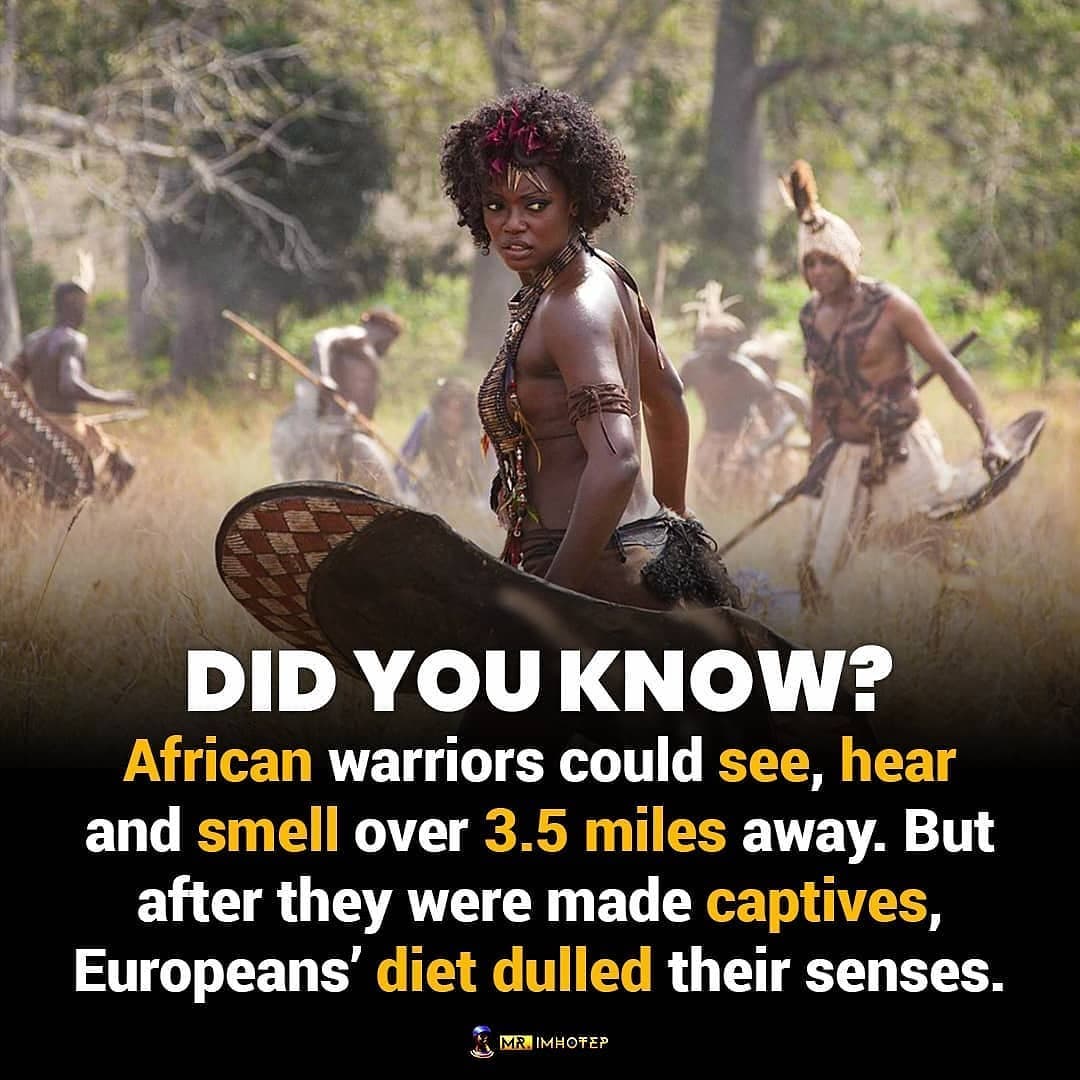 DID YOU KNOW?
African warriors could see, hear
and smell over 3.5 miles away. But
after they were made captives,
Europeans’ diet dulled their senses.
MR. IMHOTEP